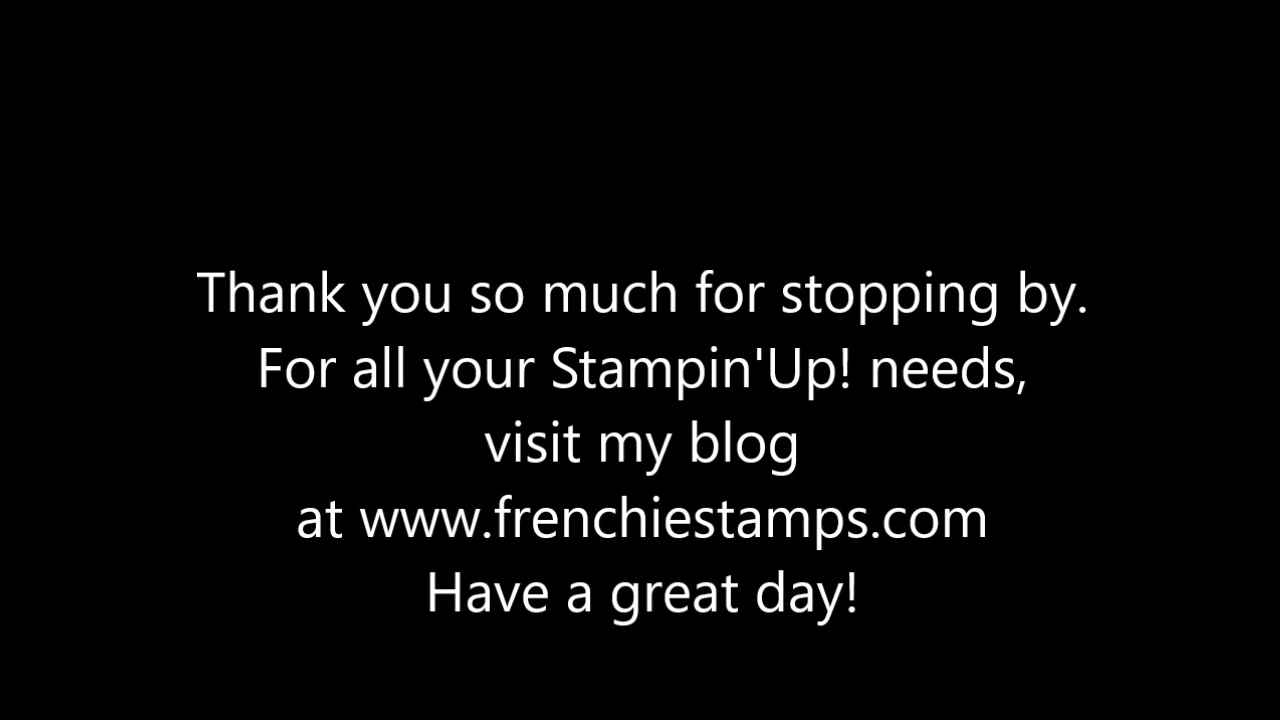 Thank you so much for stopping by.
For all your Stampin'Up! needs,
visit my blog
at www.frenchiestamps.com
Have a great day!